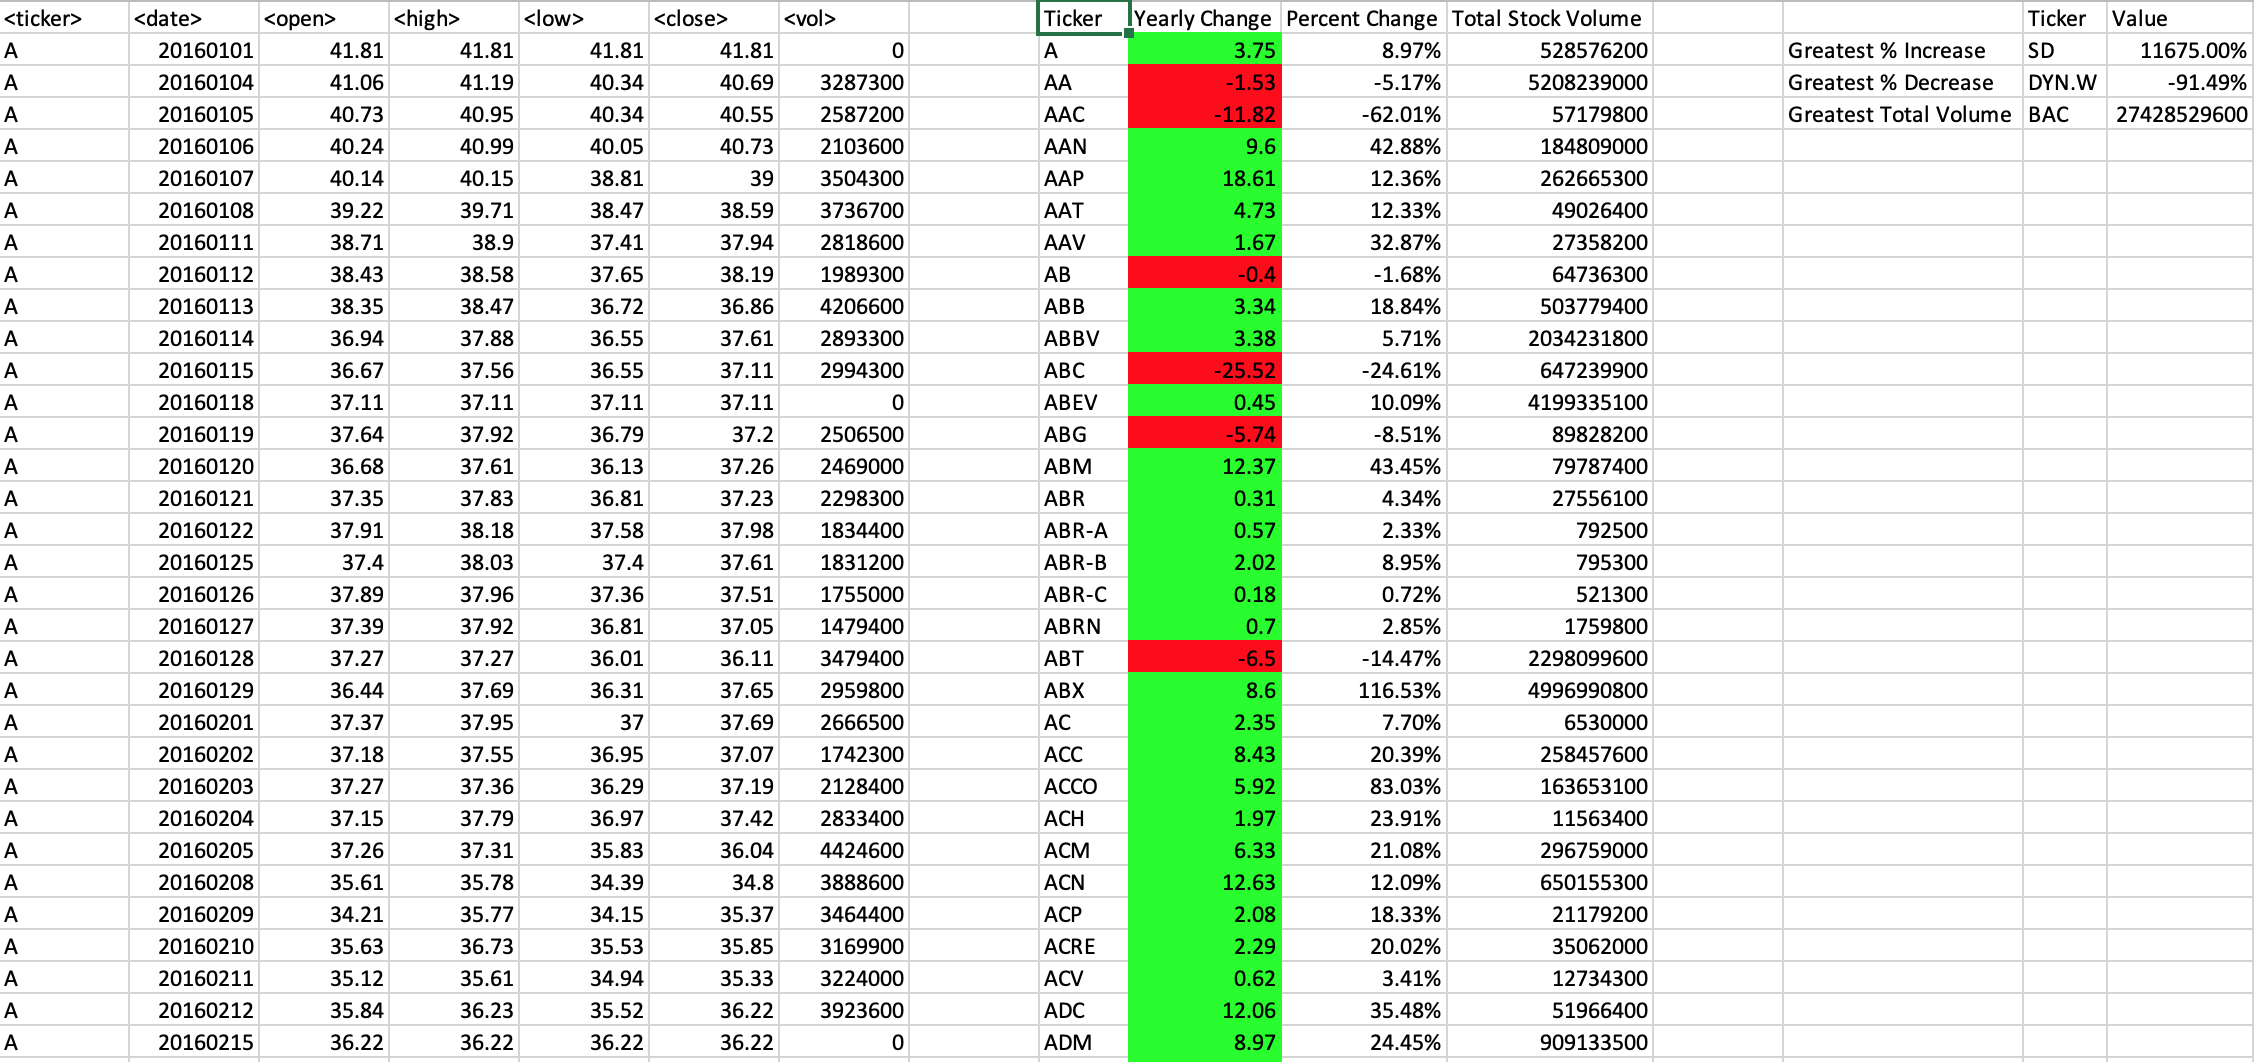 <ticker> <date> <open> <high> <low> <close> <vol> Ticker Yearly Change Percent Change Total Stock Volume Ticker Value
A 20160101 41.81 41.81 41.81 41.81 0 A 3.75 8.97% 528576200 Greatest % Increase SD 11675.00%
A 20160104 41.06 41.19 40.34 40.69 3287300 AA -1.53 -5.17% 5208239000 Greatest % Decrease DYN.W -91.49%
A 20160105 40.73 40.95 40.34 40.55 2587200 AAC -11.82 -62.01% 57179800 Greatest Total Volume BAC 27428529600
A 20160106 40.24 40.99 40.05 40.73 2103600 AAN 9.6 42.88% 184809000
A 20160107 40.14 40.15 38.81 39 3504300 AAP 18.61 12.36% 262665300
A 20160108 39.22 39.71 38.47 38.59 3736700 AAT 4.73 12.33% 49026400
A 20160111 38.71 38.9 37.41 37.94 2818600 AAV 1.67 32.87% 27358200
A 20160112 38.43 38.58 37.65 38.19 1989300 AB -0.4 -1.68% 64736300
A 20160113 38.35 38.47 36.72 36.86 4206600 ABB 3.34 18.84% 503779400
A 20160114 36.94 37.88 36.55 37.61 2893300 ABBV 3.38 5.71% 2034231800
A 20160115 36.67 37.56 36.55 37.11 2994300 ABC -25.52 -24.61% 647239900
A 20160118 37.11 37.11 37.11 37.11 0 ABEV 0.45 10.09% 4199335100
A 20160119 37.64 37.92 36.79 37.2 2506500 ABG -5.74 -8.51% 89828200
A 20160120 36.68 37.61 36.13 37.26 2469000 ABM 12.37 43.45% 79787400
A 20160121 37.35 37.83 36.81 37.23 2298300 ABR 0.31 4.34% 27556100
A 20160122 37.91 38.18 37.58 37.98 1834400 ABR-A 0.57 2.33% 792500
A 20160125 37.4 38.03 37.4 37.61 1831200 ABR-B 2.02 8.95% 795300
A 20160126 37.89 37.96 37.36 37.51 1755000 ABR-C 0.18 0.72% 521300
A 20160127 37.39 37.92 36.81 37.05 1479400 ABRN 0.7 2.85% 1759800
A 20160128 37.27 37.27 36.01 36.11 3479400 ABT -6.5 -14.47% 2298099600
A 20160129 36.44 37.69 36.31 37.65 2959800 ABX 8.6 116.53% 4996990800
A 20160201 37.37 37.95 37 37.69 2666500 AC 2.35 7.70% 6530000
A 20160202 37.18 37.55 36.95 37.07 1742300 ACC 8.43 20.39% 258457600
A 20160203 37.27 37.36 36.29 37.19 2128400 ACCO 5.92 83.03% 163653100
A 20160204 37.15 37.79 36.97 37.42 2833400 ACH 1.97 23.91% 11563400
A 20160205 37.26 37.31 35.83 36.04 4424600 ACM 6.33 21.08% 296759000
A 20160208 35.61 35.78 34.39 34.8 3888600 ACN 12.63 12.09% 650155300
A 20160209 34.21 35.77 34.15 35.37 3464400 ACP 2.08 18.33% 21179200
A 20160210 35.63 36.73 35.53 35.85 3169900 ACRE 2.29 20.02% 35062000
A 20160211 35.12 35.61 34.94 35.33 3224000 ACV 0.62 3.41% 12734300
A 20160212 35.84 36.23 35.52 36.22 3923600 ADC 12.06 35.48% 51966400
A 20160215 36.22 36.22 36.22 36.22 0 ADM 8.97 24.45% 909133500